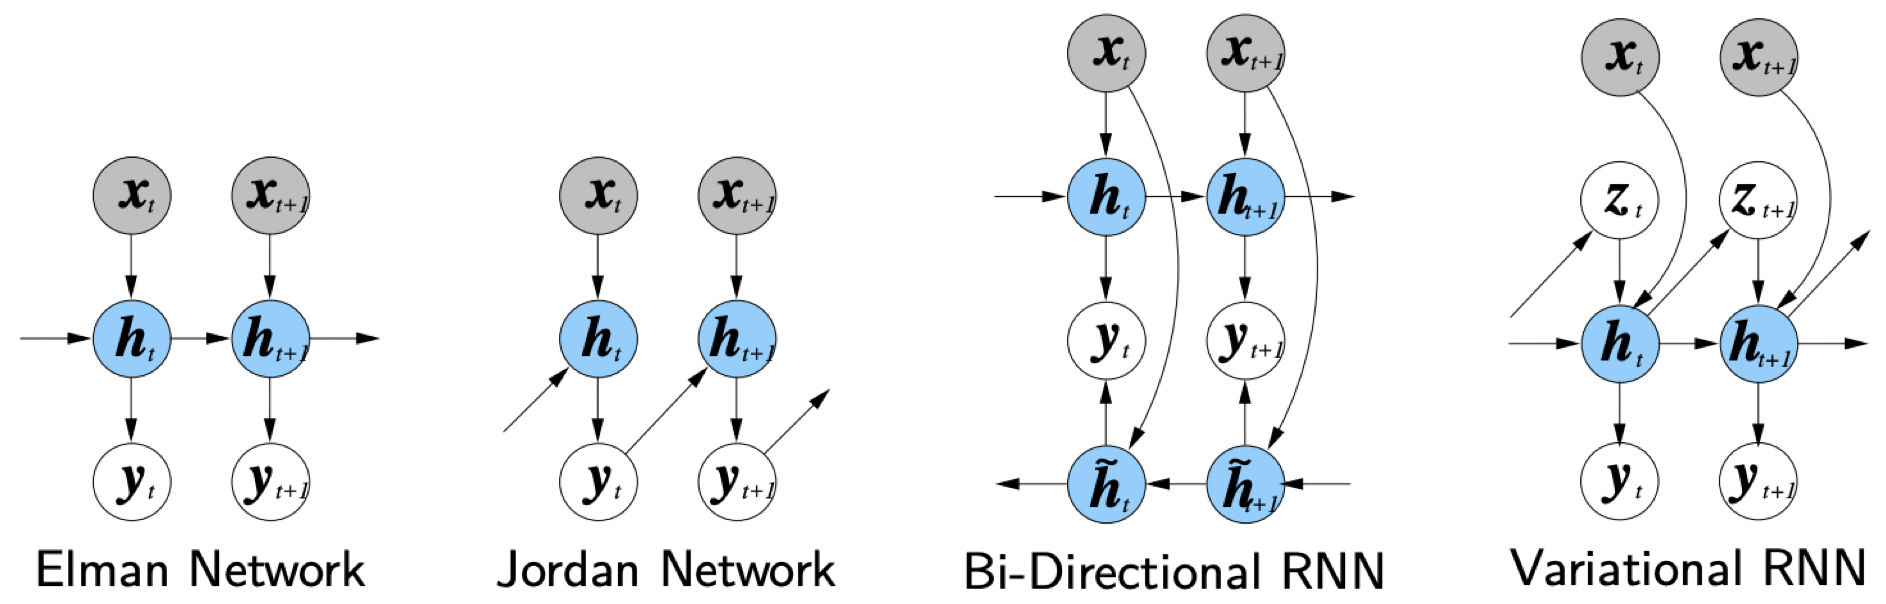 x_t x_{t+1}
h_t h_{t+1}
y_t y_{t+1}
Elman Network
x_t x_{t+1}
h_t h_{t+1}
y_t y_{t+1}
Jordan Network
x_t x_{t+1}
h_t h_{t+1}
y_t y_{t+1}
h̃_t h̃_{t+1}
Bi-Directional RNN
x_t x_{t+1}
z_t z_{t+1}
h_t h_{t+1}
y_t y_{t+1}
Variational RNN